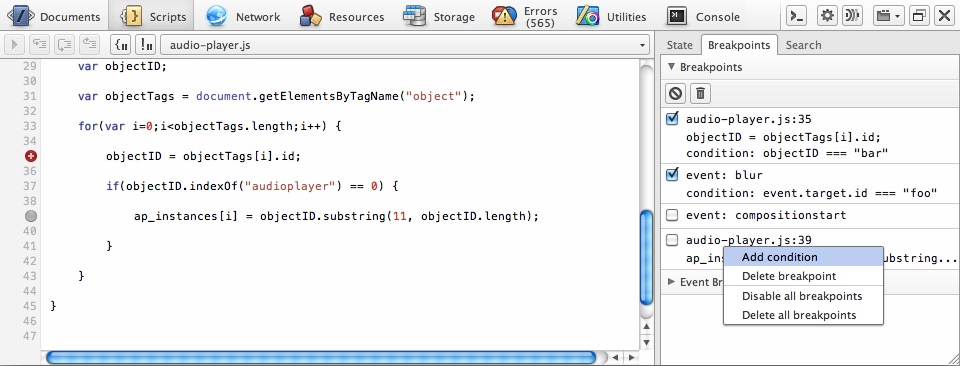 Documents Scripts Network Resources Storage Errors (565) Utilities Console
audio-player.js
State Breakpoints Search
29 var objectID;
30
31 var objectTags = document.getElementsByTagName("object");
32
33 for(var i=0;i<objectTags.length;i++) {
34
objectID = objectTags[i].id;
36
37 if(objectID.indexOf("audioplayer") == 0) {
38
ap_instances[i] = objectID.substring(11, objectID.length);
40
41 }
42
43 }
44
45 }
46
47
Breakpoints
audio-player.js:35
objectID = objectTags[i].id;
condition: objectID === "bar"
event: blur
condition: event.target.id === "foo"
event: compositionstart
audio-player.js:39
ap_ins substring...
Event Br
Add condition
Delete breakpoint
Disable all breakpoints
Delete all breakpoints